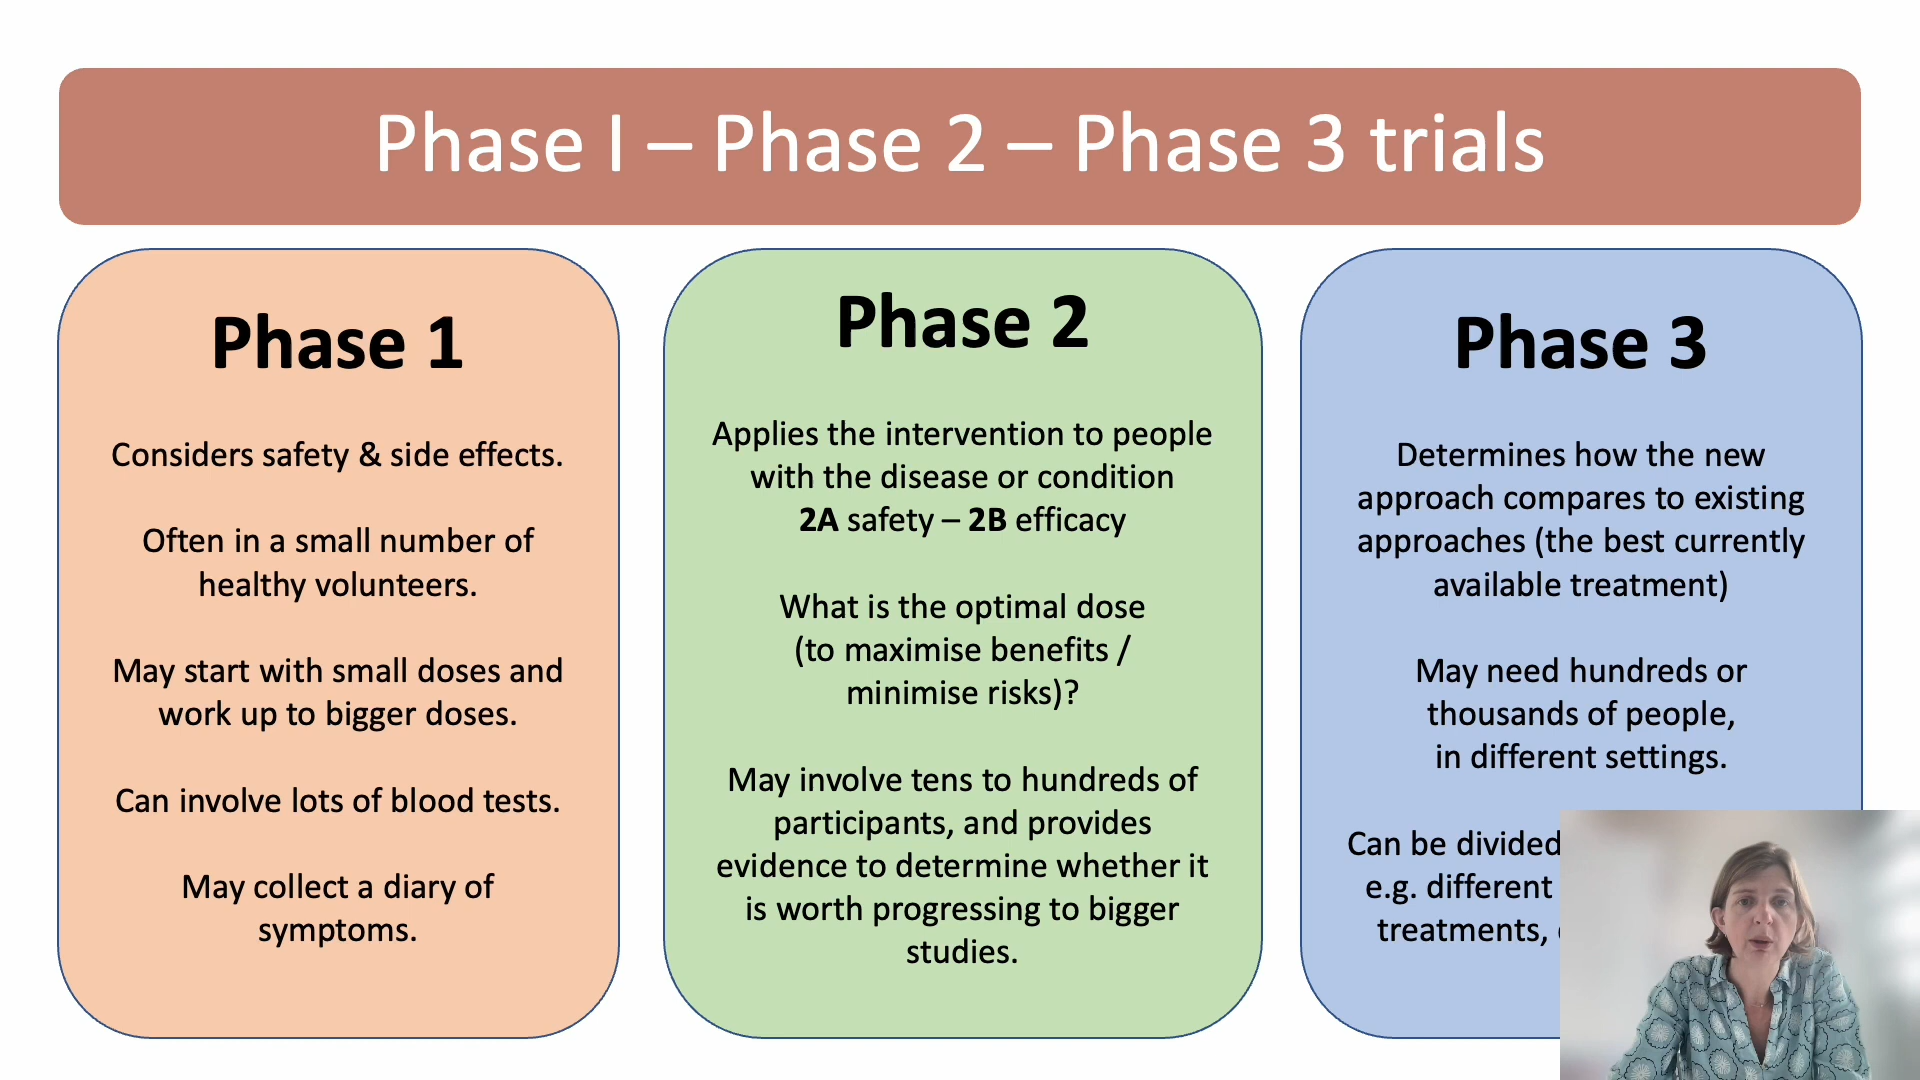 Phase I – Phase 2 – Phase 3 trials
Phase 1
Considers safety & side effects.
Often in a small number of
healthy volunteers.
May start with small doses and
work up to bigger doses.
Can involve lots of blood tests.
May collect a diary of
symptoms.
Phase 2
Applies the intervention to people
with the disease or condition
2A safety – 2B efficacy
What is the optimal dose
(to maximise benefits /
minimise risks)?
May involve tens to hundreds of
participants, and provides
evidence to determine whether it
is worth progressing to bigger
studies.
Phase 3
Determines how the new
approach compares to existing
approaches (the best currently
available treatment)
May need hundreds or
thousands of people,
in different settings.
Can be divided
e.g. different
treatments,